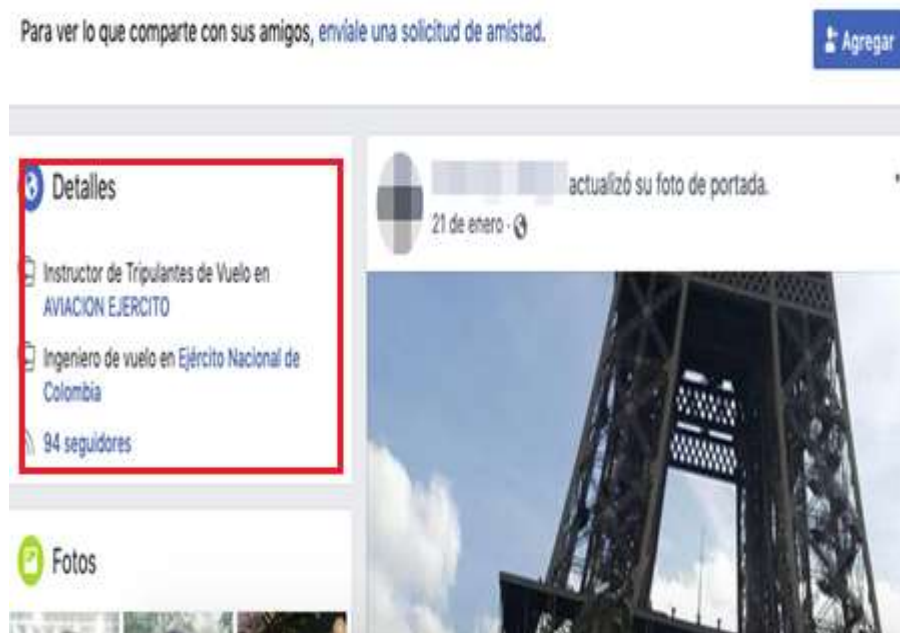 Para ver lo que comparte con sus amigos, envíale una solicitud de amistad.
Agregar
Detalles
Instructor de Tripulantes de Vuelo en
AVIACION EJERCITO
Ingeniero de vuelo en Ejército Nacional de
Colombia
94 seguidores
Fotos
actualizó su foto de portada.
21 de enero ·